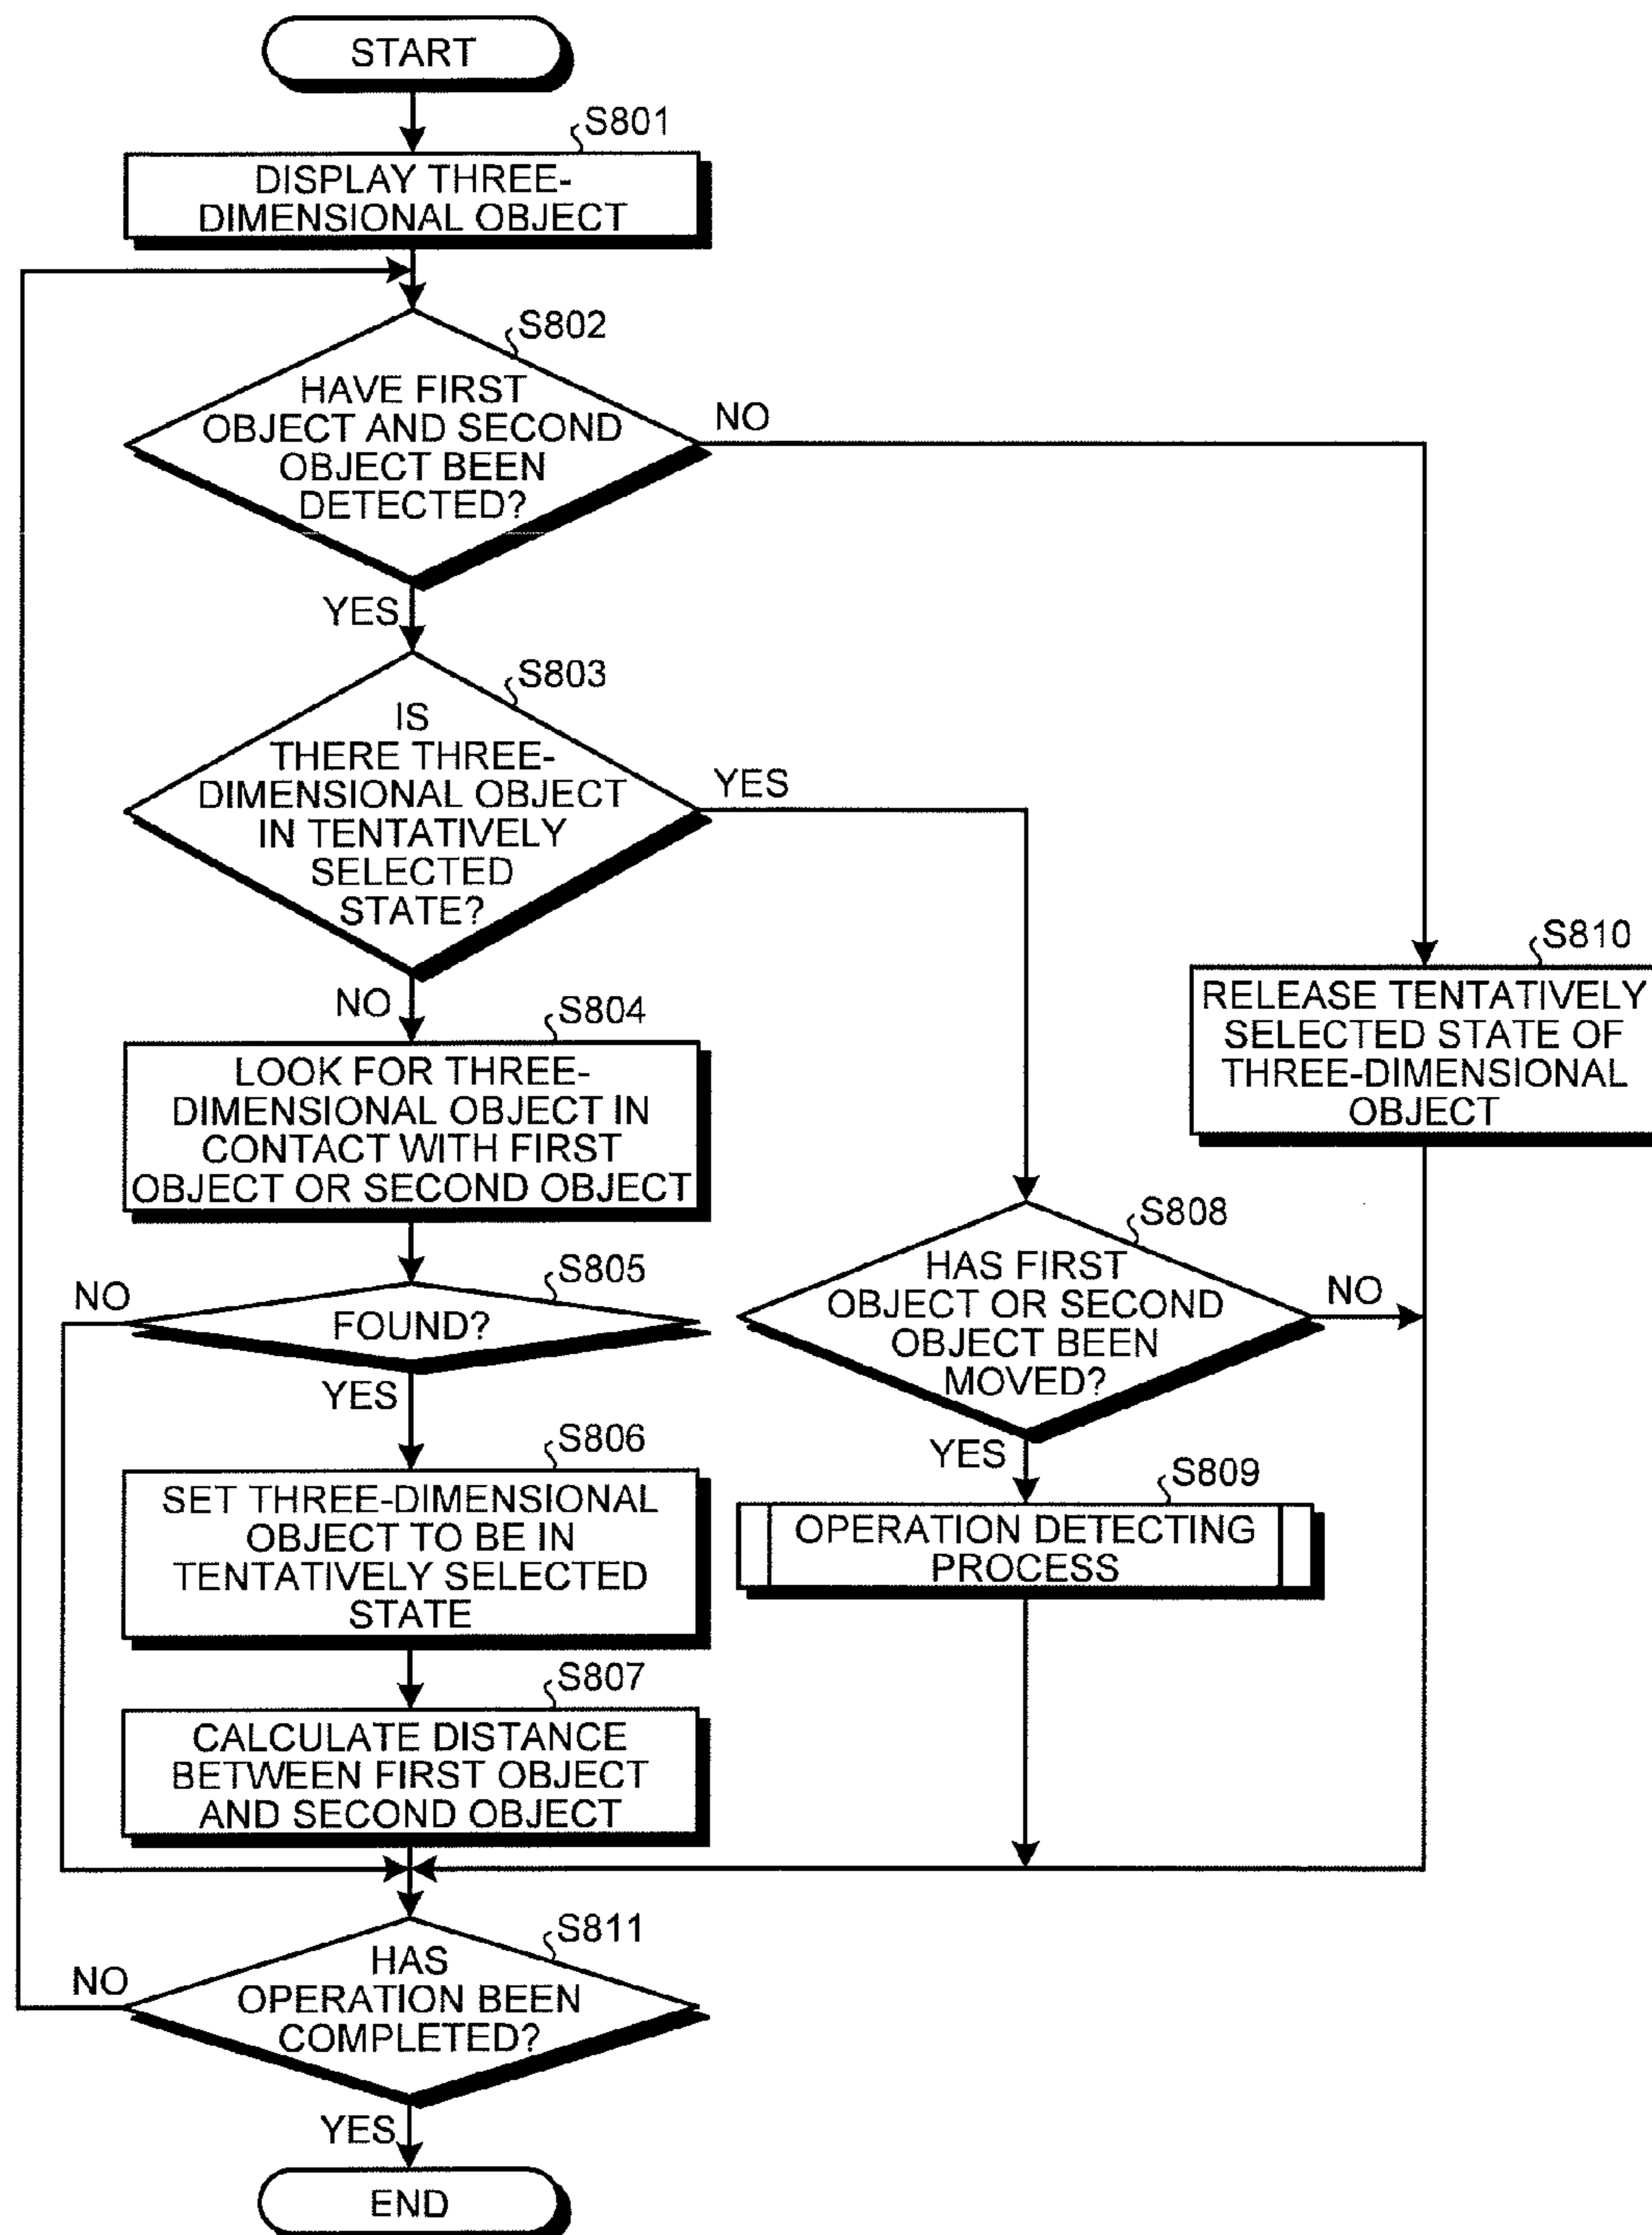 START
S801
DISPLAY THREE-
DIMENSIONAL OBJECT
S802
HAVE FIRST
OBJECT AND SECOND
OBJECT BEEN
DETECTED?
NO
YES
S803
IS
THERE THREE-
DIMENSIONAL OBJECT
IN TENTATIVELY
SELECTED
STATE?
YES
NO
S804
LOOK FOR THREE-
DIMENSIONAL OBJECT IN
CONTACT WITH FIRST
OBJECT OR SECOND OBJECT
S805
FOUND?
NO
YES
S806
SET THREE-DIMENSIONAL
OBJECT TO BE IN
TENTATIVELY SELECTED
STATE
S807
CALCULATE DISTANCE
BETWEEN FIRST OBJECT
AND SECOND OBJECT
S808
HAS FIRST
OBJECT OR SECOND
OBJECT BEEN
MOVED?
NO
YES
S809
OPERATION DETECTING
PROCESS
S810
RELEASE TENTATIVELY
SELECTED STATE OF
THREE-DIMENSIONAL
OBJECT
S811
HAS
OPERATION BEEN
COMPLETED?
NO
YES
END